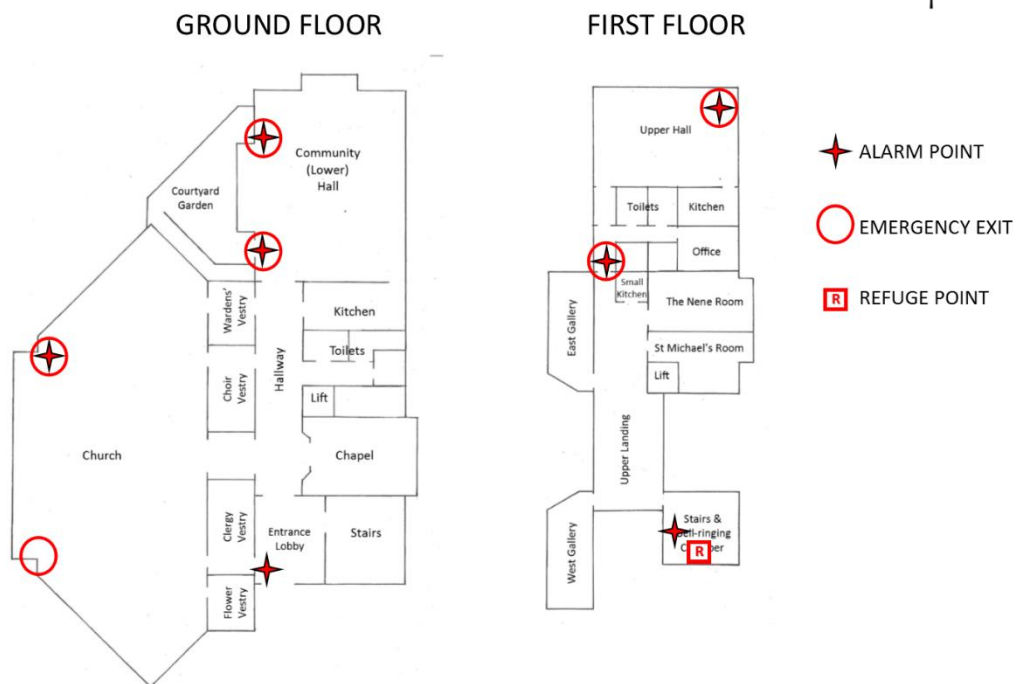 GROUND FLOOR
FIRST FLOOR
Community
(Lower)
Hall
Courtyard
Garden
Wardens'
Vestry
Kitchen
Toilets
Hallway
Choir
Vestry
Lift
Church
Chapel
Clergy
Vestry
Entrance
Lobby
Stairs
Flower
Vestry
Upper Hall
Toilets
Kitchen
Office
Small
Kitchen
The Nene Room
East Gallery
St Michael's Room
Lift
Upper Landing
West Gallery
Stairs &
R
ALARM POINT
EMERGENCY EXIT
R REFUGE POINT